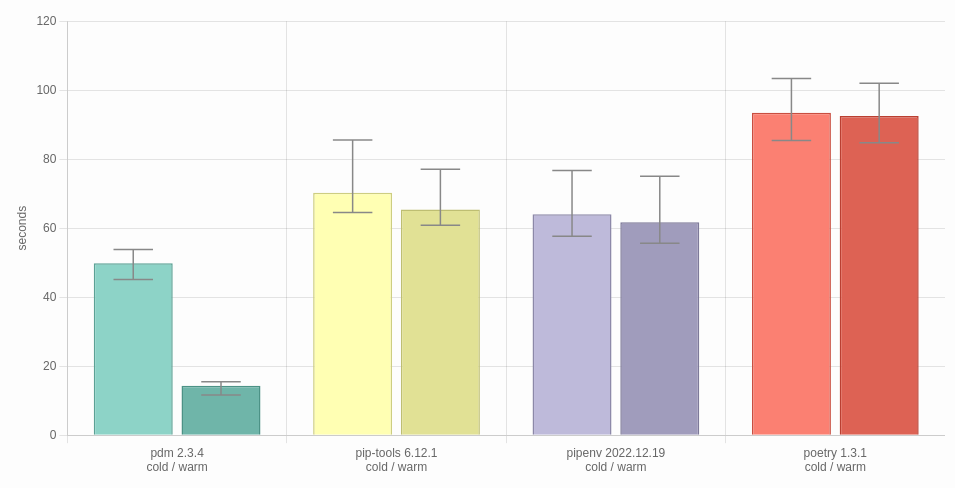 120
100
80
60
40
20
0
seconds
pdm 2.3.4
cold / warm
pip-tools 6.12.1
cold / warm
pipenv 2022.12.19
cold / warm
poetry 1.3.1
cold / warm